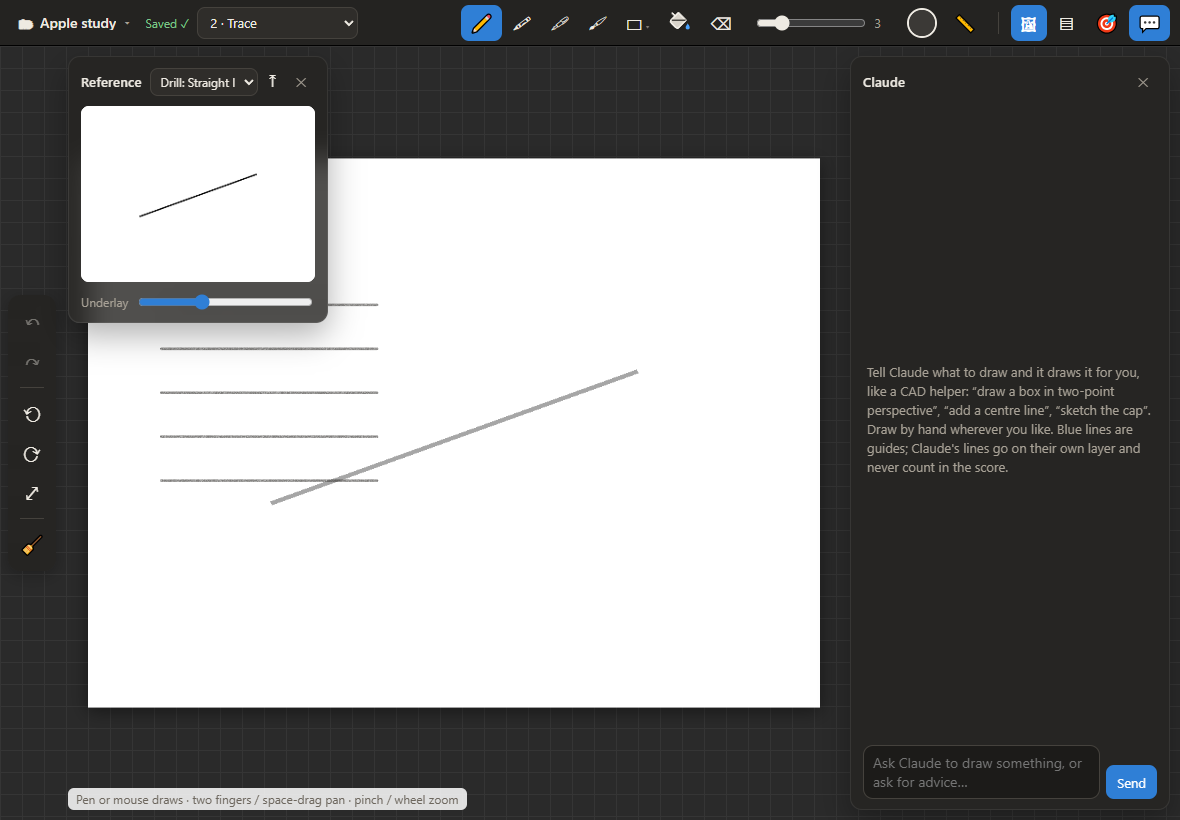 Apple study
Saved ✓
2 · Trace
3
Reference
Drill: Straight l
Underlay
Claude
Tell Claude what to draw and it draws it for you,
like a CAD helper: “draw a box in two-point
perspective”, “add a centre line”, “sketch the cap”.
Draw by hand wherever you like. Blue lines are
guides; Claude's lines go on their own layer and
never count in the score.
Ask Claude to draw something, or
ask for advice...
Send
Pen or mouse draws · two fingers / space-drag pan · pinch / wheel zoom